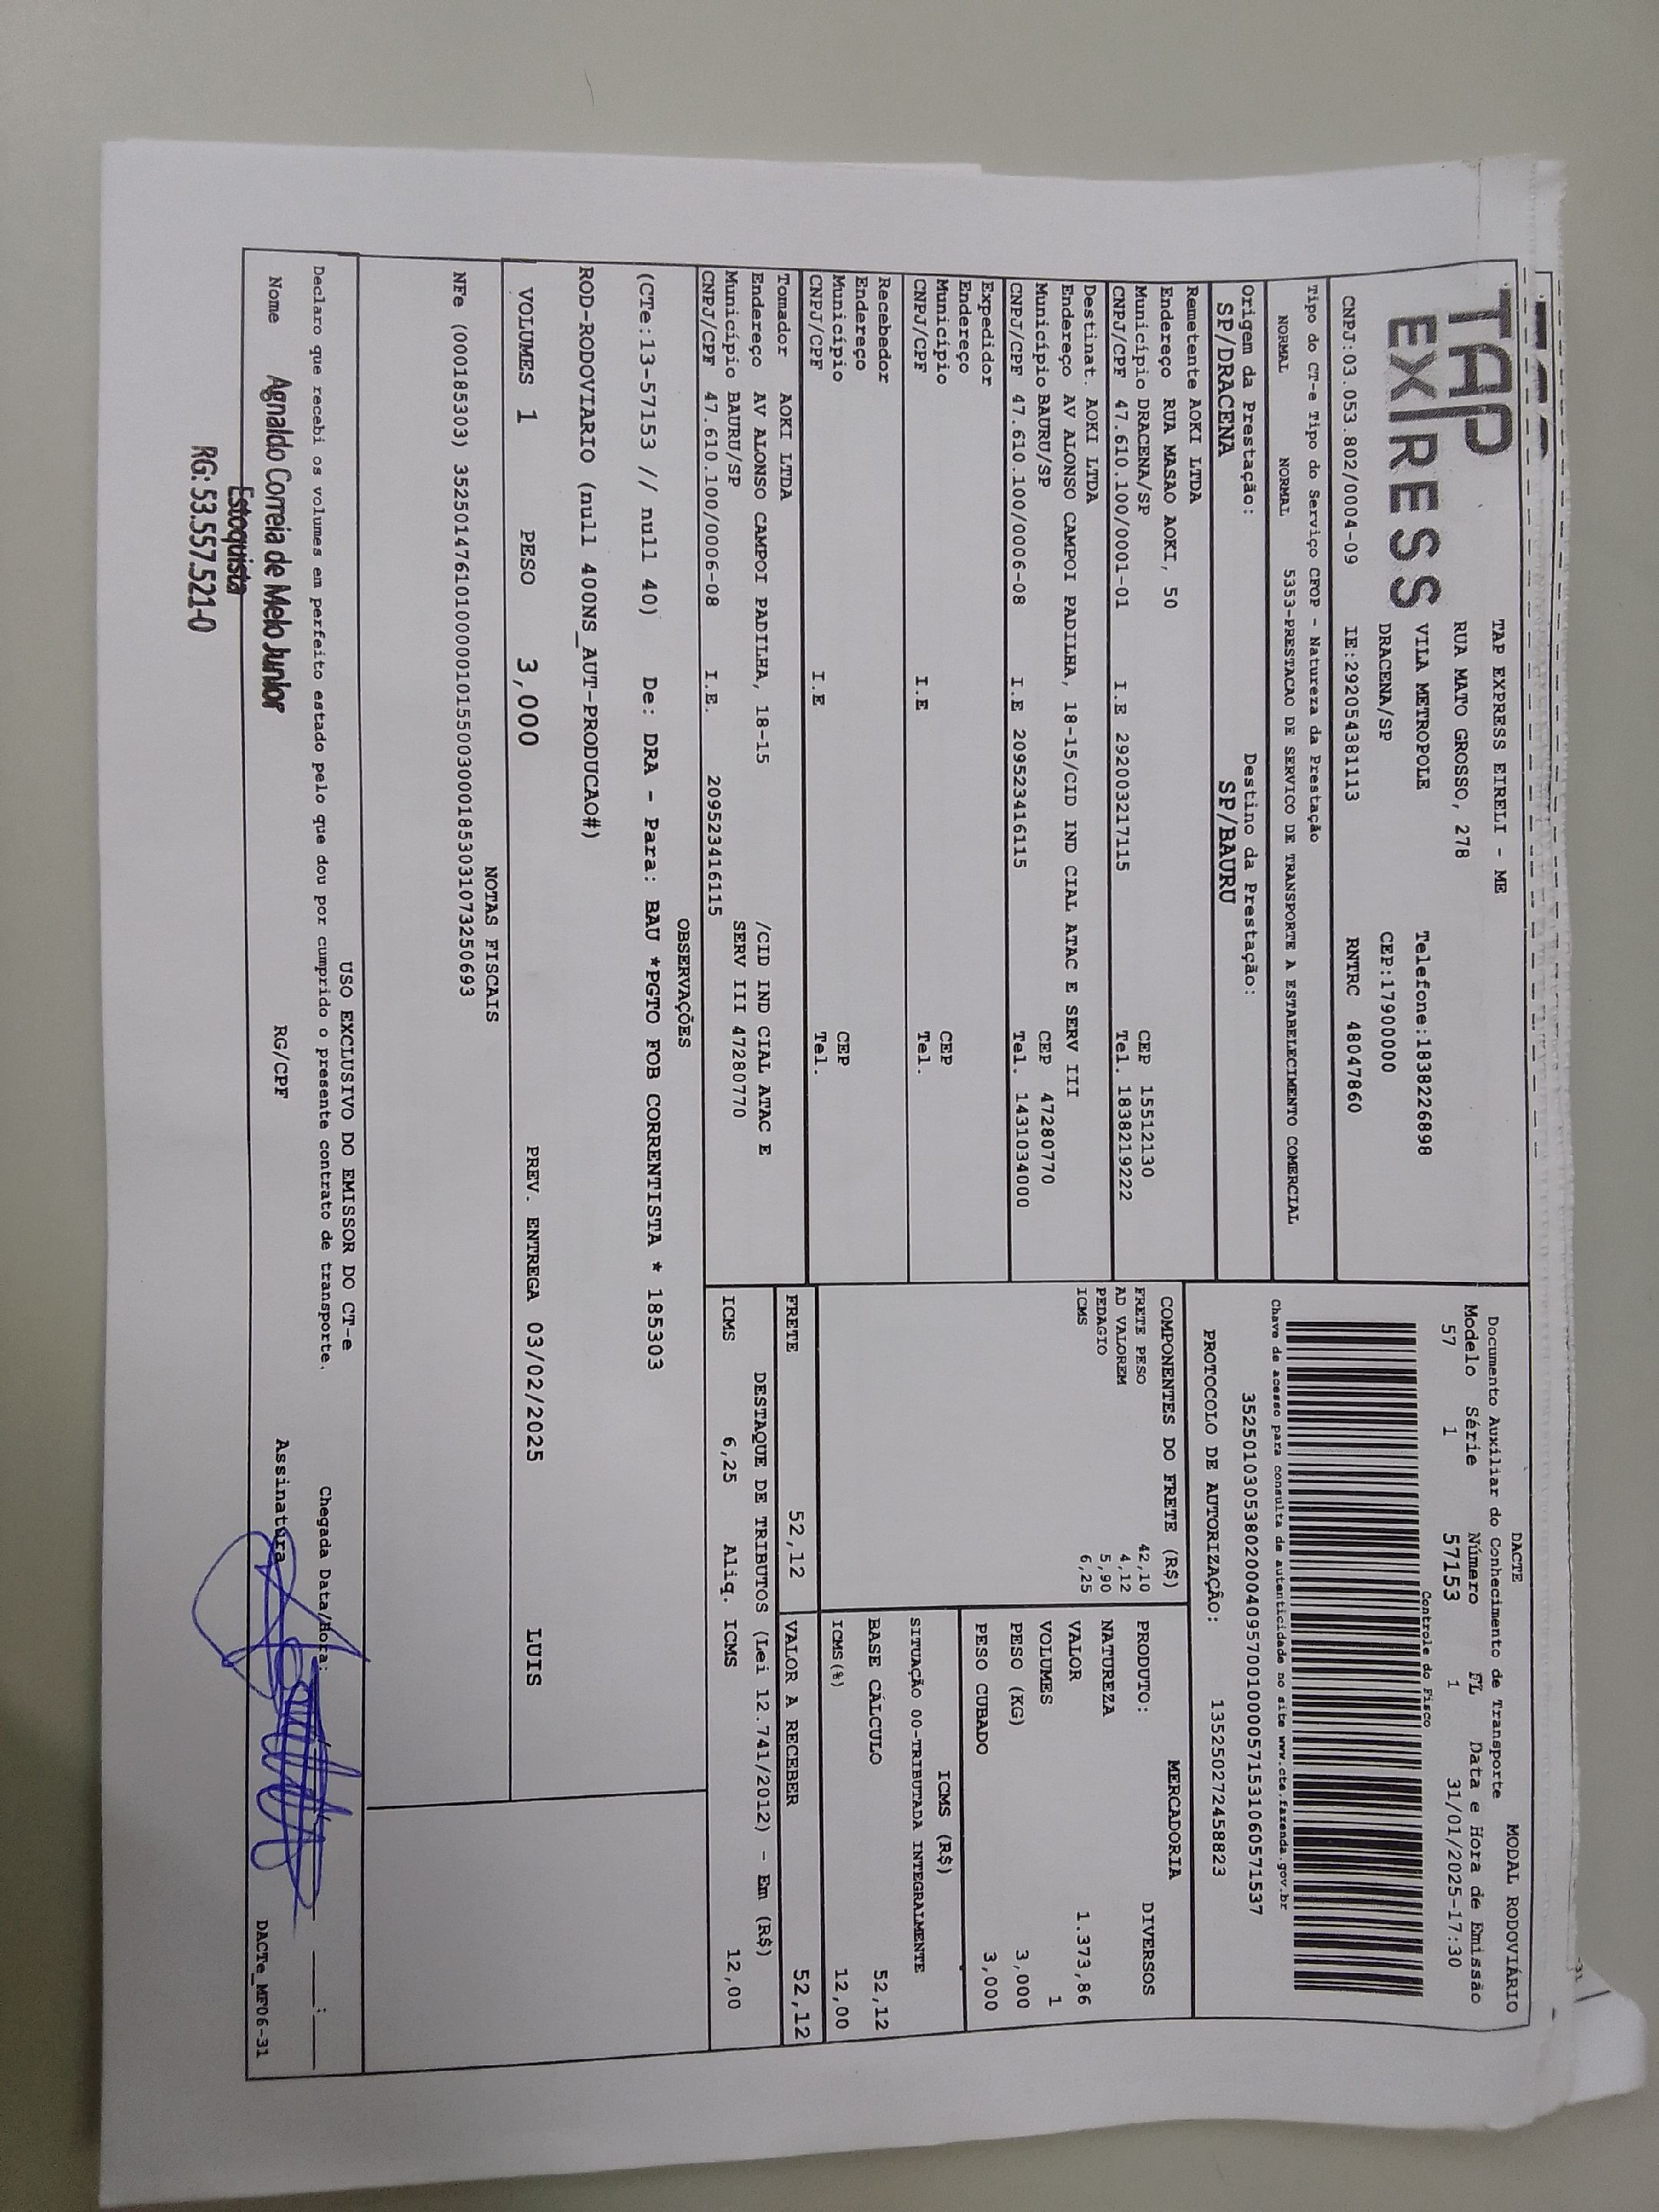 TAP
EXPRESS
TAP EXPRESS EIRELI - ME
RUA MATO GROSSO, 278
VILA METROPOLE Telefone:1838226898
DRACENA/SP CEP:17900000
CNPJ:03.053.802/0004-09 IE:292054381113 RNTRC 48047860
Tipo do CT-e Tipo do Serviço CFOP - Natureza da Prestação
NORMAL NORMAL 5353-PRESTACAO DE SERVICO DE TRANSPORTE A ESTABELECIMENTO COMERCIAL
Origem da Prestação: Destino da Prestação:
SP/DRACENA SP/BAURU
DACTE MODAL RODOVIÁRIO
Documento Auxiliar do Conhecimento de Transporte
Modelo Série Número FL Data e Hora de Emissão
57 1 57153 1 31/01/2025-17:30
Controle do Fisco
Chave de acesso para consulta de autenticidade no site www.cte.fazenda.gov.br
35250103053802000409570010000571531060571537
PROTOCOLO DE AUTORIZAÇÃO: 135250272458823
Remetente AOKI LTDA
Endereço RUA MASAO AOKI, 50
Município DRACENA/SP CEP 15512130
CNPJ/CPF 47.610.100/0001-01 I.E 292003217115 Tel. 1838219222
Destinat. AOKI LTDA
Endereço AV ALONSO CAMPOI PADILHA, 18-15/CID IND CIAL ATAC E SERV III
Município BAURU/SP CEP 47280770
CNPJ/CPF 47.610.100/0006-08 I.E 209523416115 Tel. 1431034000
Expedidor
Endereço
Município CEP
CNPJ/CPF I.E Tel.
Recebedor
Endereço
Município CEP
CNPJ/CPF I.E Tel.
Tomador AOKI LTDA
Endereço AV ALONSO CAMPOI PADILHA, 18-15 /CID IND CIAL ATAC E
Município BAURU/SP SERV III 47280770
CNPJ/CPF 47.610.100/0006-08 I.E. 209523416115
COMPONENTES DO FRETE (R$)
FRETE PESO 42,10
AD VALOREM 4,12
PEDAGIO 5,90
ICMS 6,25
MERCADORIA
PRODUTO: DIVERSOS
NATUREZA
VALOR 1.373,86
VOLUMES 1
PESO (KG) 3,000
PESO CUBADO 3,000
ICMS (R$)
SITUAÇÃO 00-TRIBUTADA INTEGRALMENTE
BASE CÁLCULO 52,12
ICMS(%) 12,00
FRETE 52,12 VALOR A RECEBER 52,12
DESTAQUE DE TRIBUTOS (Lei 12.741/2012) - Em (R$)
ICMS 6,25 Aliq. ICMS 12,00
OBSERVAÇÕES
(CTe:13-57153 // null 40) De: DRA - Para: BAU *PGTO FOB CORRENTISTA * 185303
ROD-RODOVIARIO (null 400NS_AUT-PRODUCAO#)
VOLUMES 1 PESO 3,000 PREV. ENTREGA 03/02/2025 LUIS
NOTAS FISCAIS
NFe (000185303) 35250147610100000101550030001853031073250693
USO EXCLUSIVO DO EMISSOR DO CT-e
Declaro que recebi os volumes em perfeito estado pelo que dou por cumprido o presente contrato de transporte. Chegada Data/Hora: ____:____
Nome Agnaldo Correia de Melo Junior RG/CPF Assinatura
Estoquista
RG: 53.557.521-0
DACTe_MF06-31